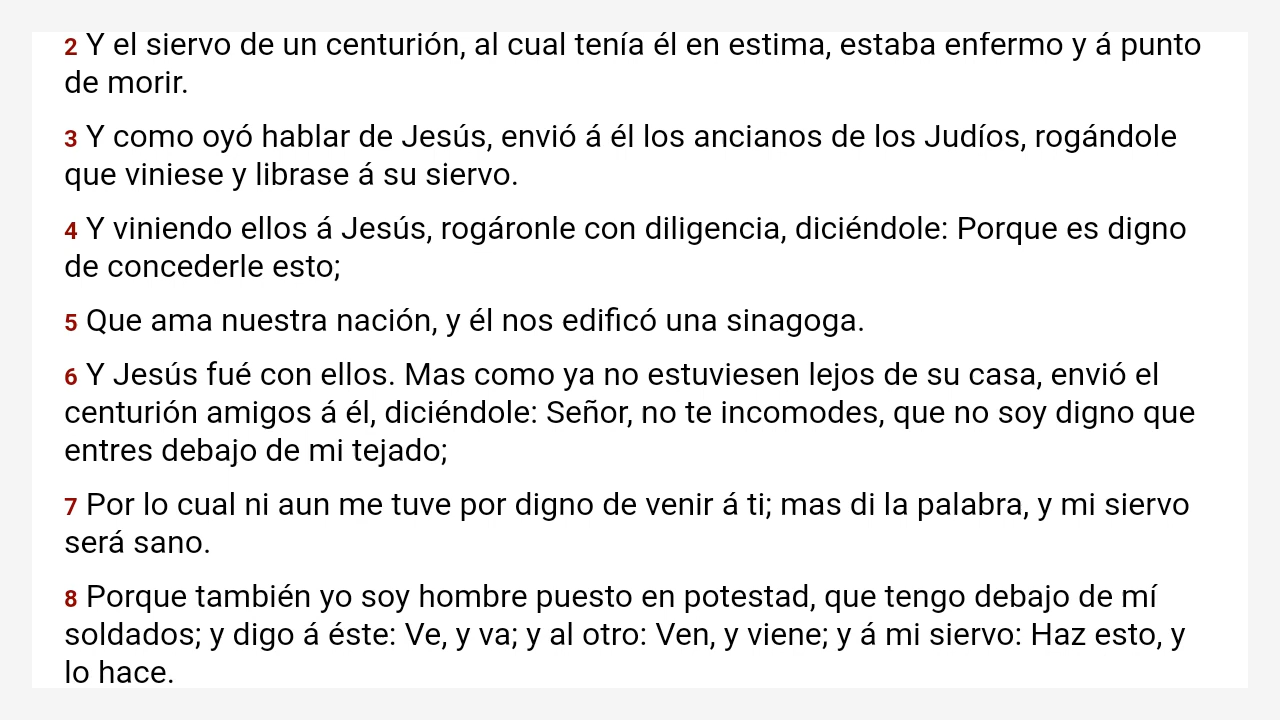 2 Y el siervo de un centurión, al cual tenía él en estima, estaba enfermo y á punto
de morir.
3 Y como oyó hablar de Jesús, envió á él los ancianos de los Judíos, rogándole
que viniese y librase á su siervo.
4 Y viniendo ellos á Jesús, rogáronle con diligencia, diciéndole: Porque es digno
de concederle esto;
5 Que ama nuestra nación, y él nos edificó una sinagoga.
6 Y Jesús fué con ellos. Mas como ya no estuviesen lejos de su casa, envió el
centurión amigos á él, diciéndole: Señor, no te incomodes, que no soy digno que
entres debajo de mi tejado;
7 Por lo cual ni aun me tuve por digno de venir á ti; mas di la palabra, y mi siervo
será sano.
8 Porque también yo soy hombre puesto en potestad, que tengo debajo de mí
soldados; y digo á éste: Ve, y va; y al otro: Ven, y viene; y á mi siervo: Haz esto, y
lo hace.